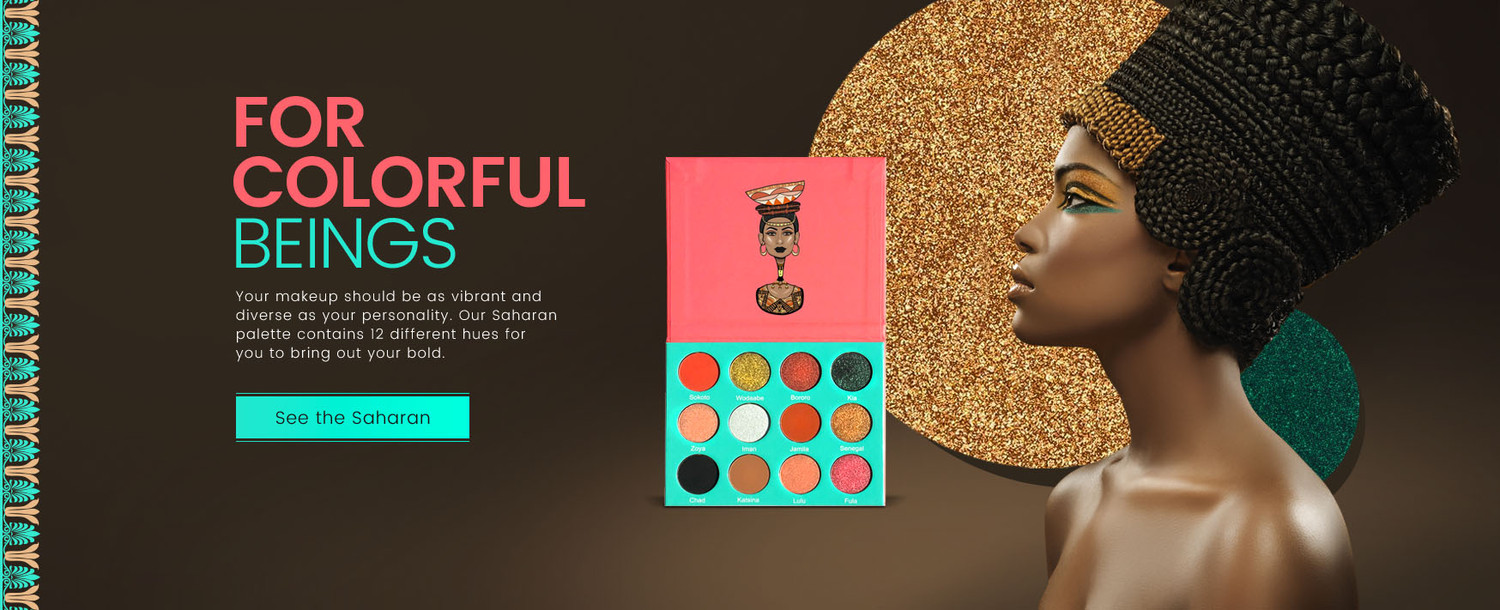 FOR
COLORFUL
BEINGS
Your makeup should be as vibrant and
diverse as your personality. Our Saharan
palette contains 12 different hues for
you to bring out your bold.
See the Saharan
Sokoto Wodaabe Bororo Kia
Zoya Iman Jamila Senegal
Chad Katsina Lulu Fula